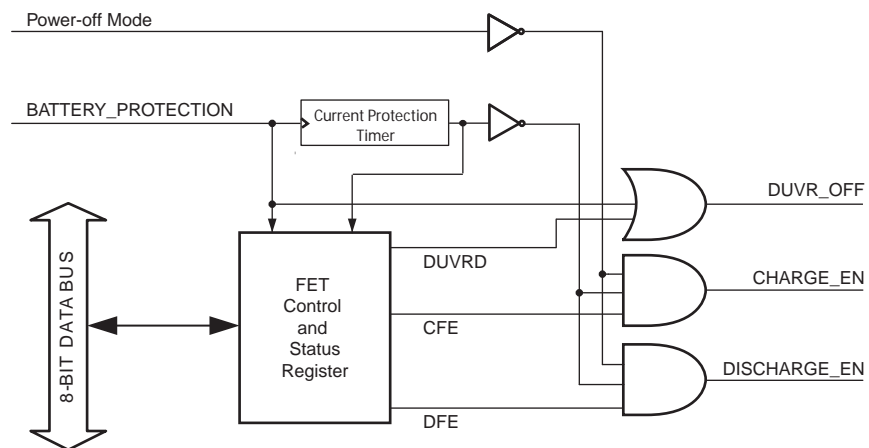 Power-off Mode
BATTERY_PROTECTION
Current Protection
Timer
DUVR_OFF
8-BIT DATA BUS
FET
Control
and
Status
Register
DUVRD
CHARGE_EN
CFE
DISCHARGE_EN
DFE